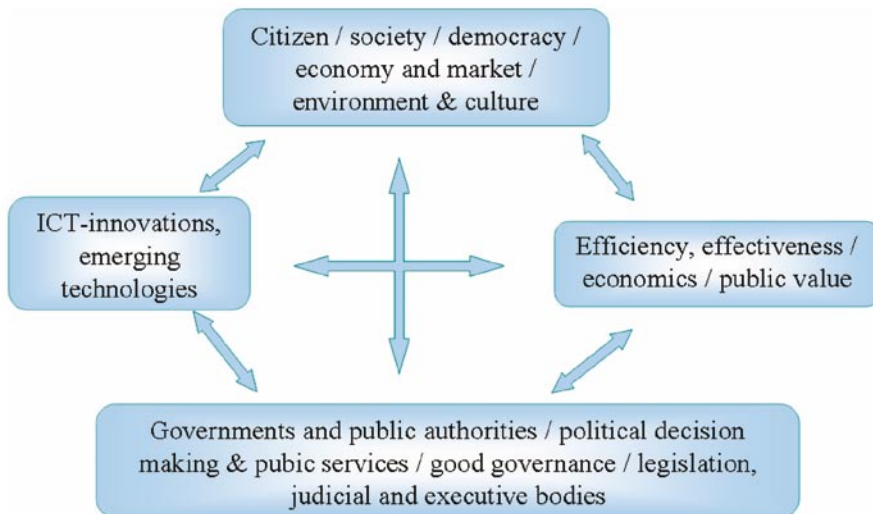 Citizen / society / democracy /
economy and market /
environment & culture
ICT-innovations,
emerging
technologies
Efficiency, effectiveness /
economics / public value
Governments and public authorities / political decision
making & pubic services / good governance / legislation,
judicial and executive bodies